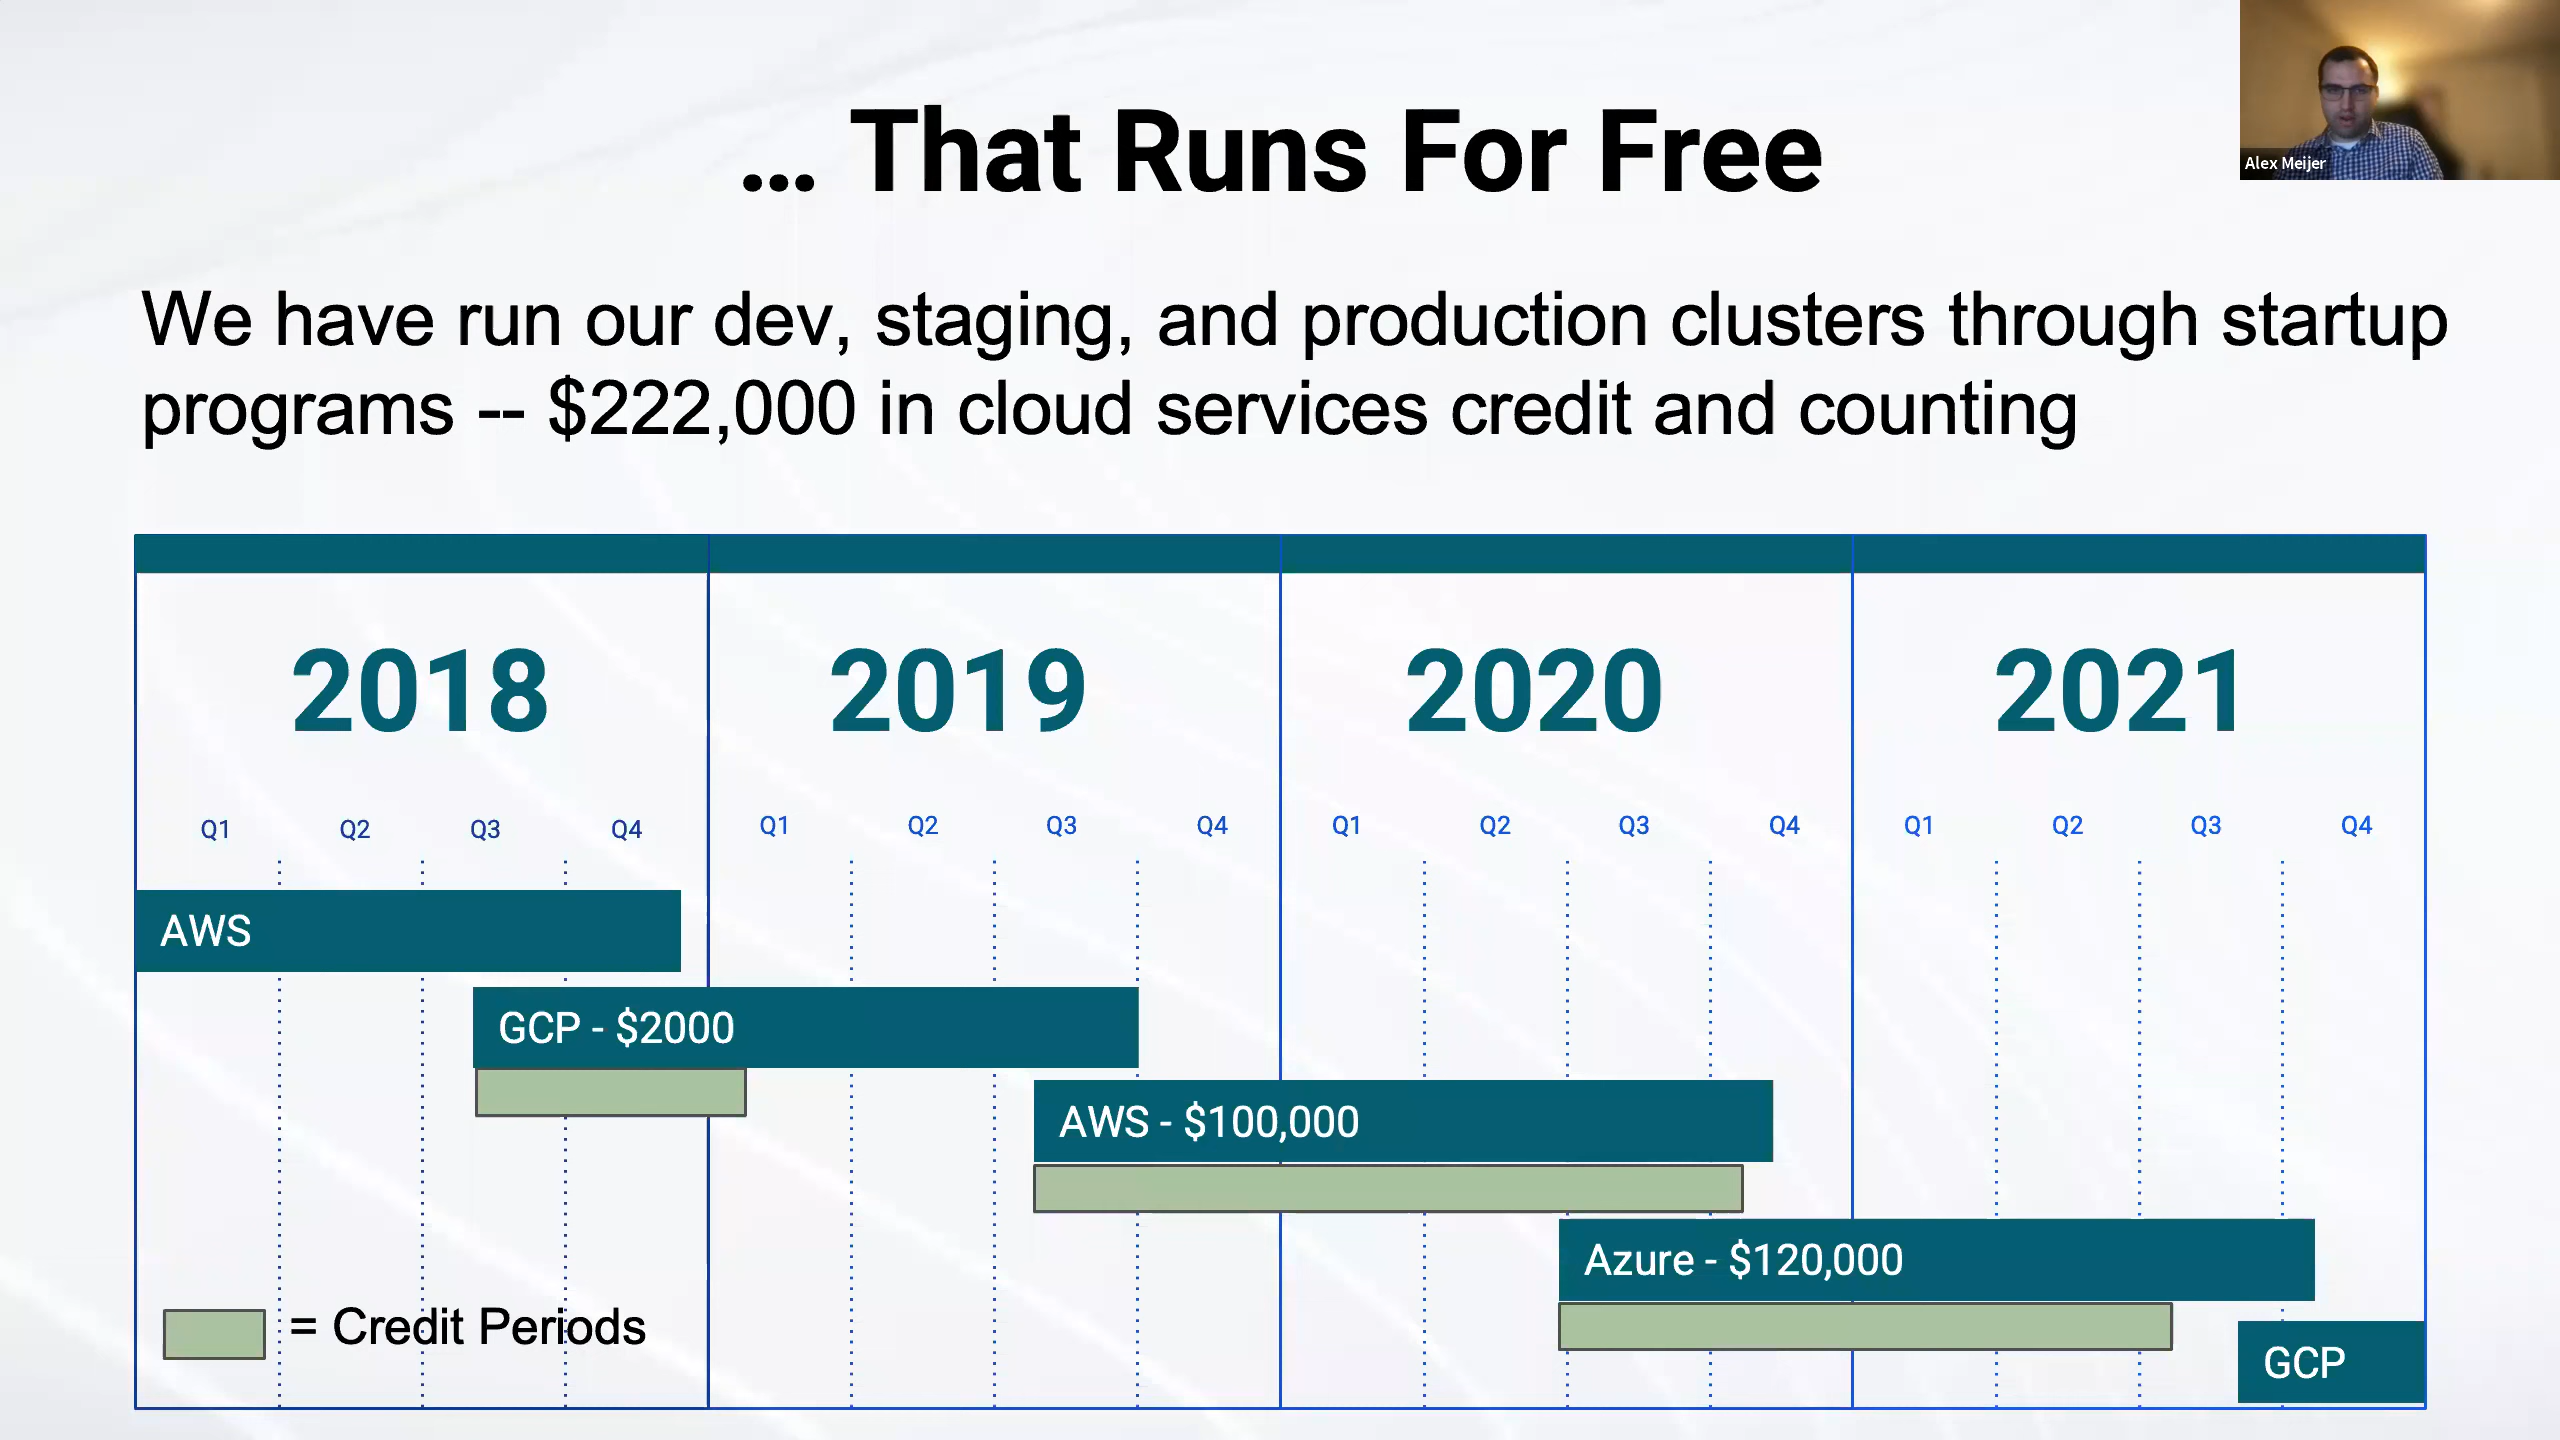 ... That Runs For Free
Alex Meijer
We have run our dev, staging, and production clusters through startup
programs -- $222,000 in cloud services credit and counting
2018 2019 2020 2021
Q1 Q2 Q3 Q4 Q1 Q2 Q3 Q4 Q1 Q2 Q3 Q4 Q1 Q2 Q3 Q4
AWS
GCP - $2000
AWS - $100,000
Azure - $120,000
= Credit Periods
GCP